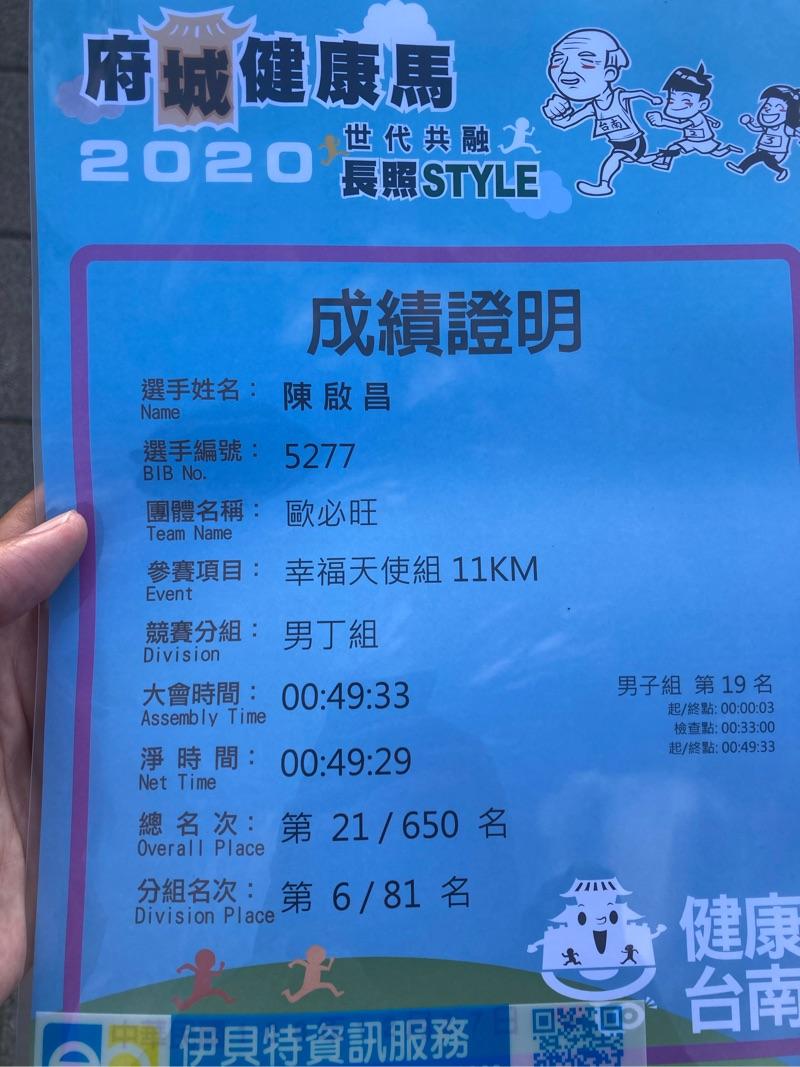 府城健康馬
2020
世代共融
長照STYLE
台南
成績證明
選手姓名： 陳啟昌
Name
選手編號： 5277
BIB No.
團體名稱： 歐必旺
Team Name
參賽項目： 幸福天使組 11KM
Event
競賽分組： 男丁組
Division
大會時間： 00:49:33
Assembly Time
男子組 第 19 名
起/終點: 00:00:03
檢查點: 00:33:00
起/終點: 00:49:33
淨時間： 00:49:29
Net Time
總名次： 第 21 / 650 名
Overall Place
分組名次： 第 6 / 81 名
Division Place
健康
台南
伊貝特資訊服務